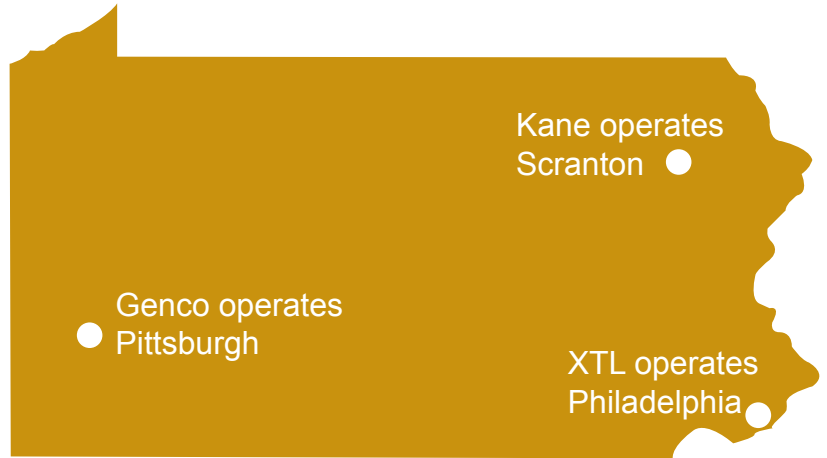 Kane operates
Scranton
Genco operates
Pittsburgh
XTL operates
Philadelphia